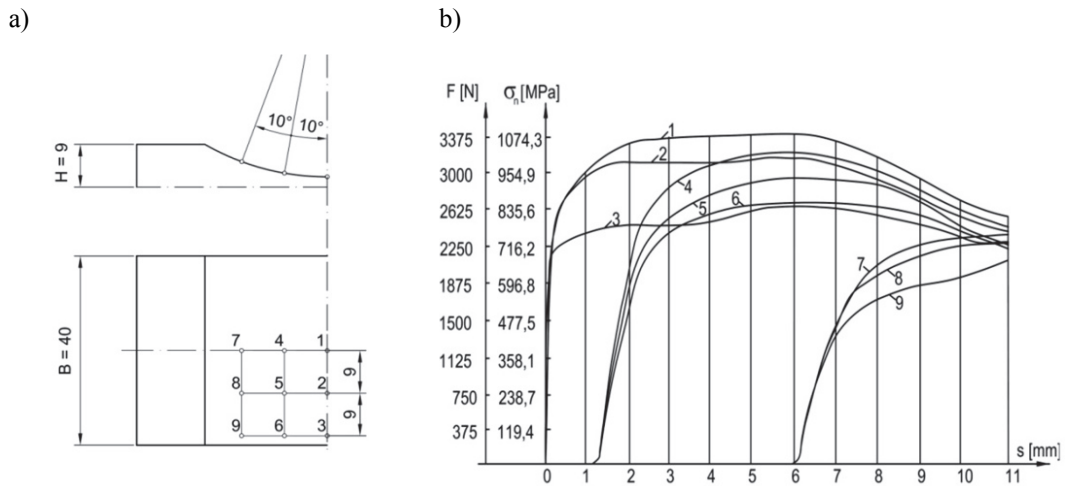 a)
10° 10°
H = 9
B = 40
7 4 1
8 5 2
9 6 3
9
9
b)
F [N] σn [MPa]
3375 1074,3
3000 954,9
2625 835,6
2250 716,2
1875 596,8
1500 477,5
1125 358,1
750 238,7
375 119,4
1
2
3
4
5
6
7
8
9
s [mm]
0 1 2 3 4 5 6 7 8 9 10 11